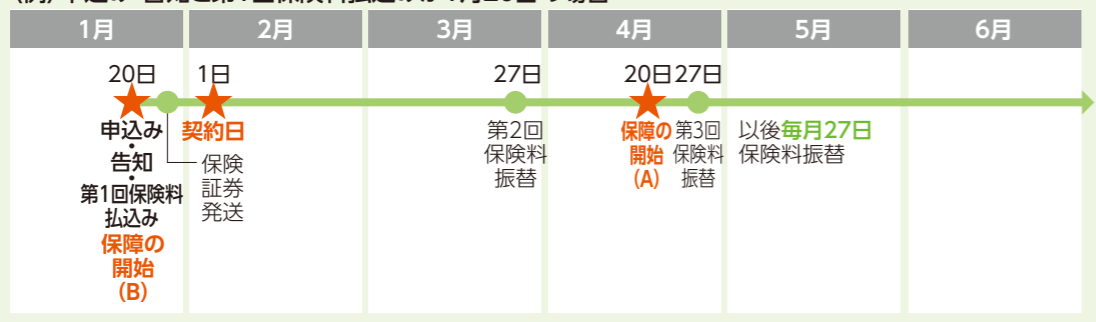 1月 2月 3月 4月 5月 6月
20日 1日 27日 20日 27日
申込み
・
告知
・
第1回保険料
払込み
保障の
開始
(B)
保険
証券
発送
契約日
第2回
保険料
振替
保障の
開始
(A)
第3回
保険料
振替
以後毎月27日
保険料振替